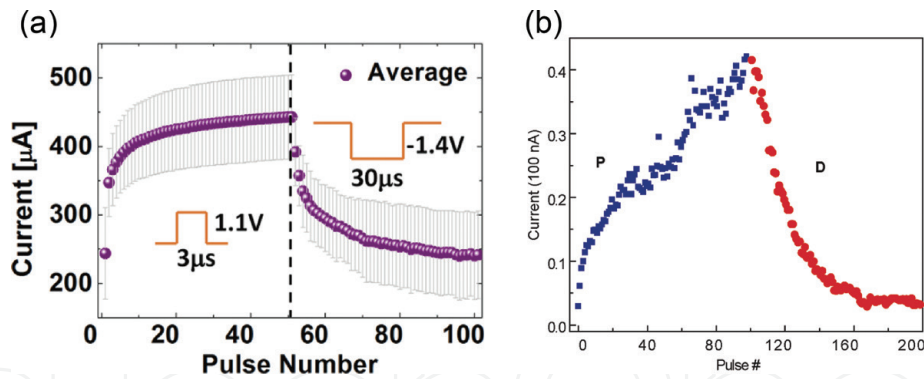 (a)
500
400
300
200
Current [μA]
Average
-1.4V
30μs
1.1V
3μs
0 20 40 60 80 100
Pulse Number
(b)
0.4
0.3
0.2
0.1
0.0
Current (100 nA)
P
D
0 40 80 120 160 200
Pulse #